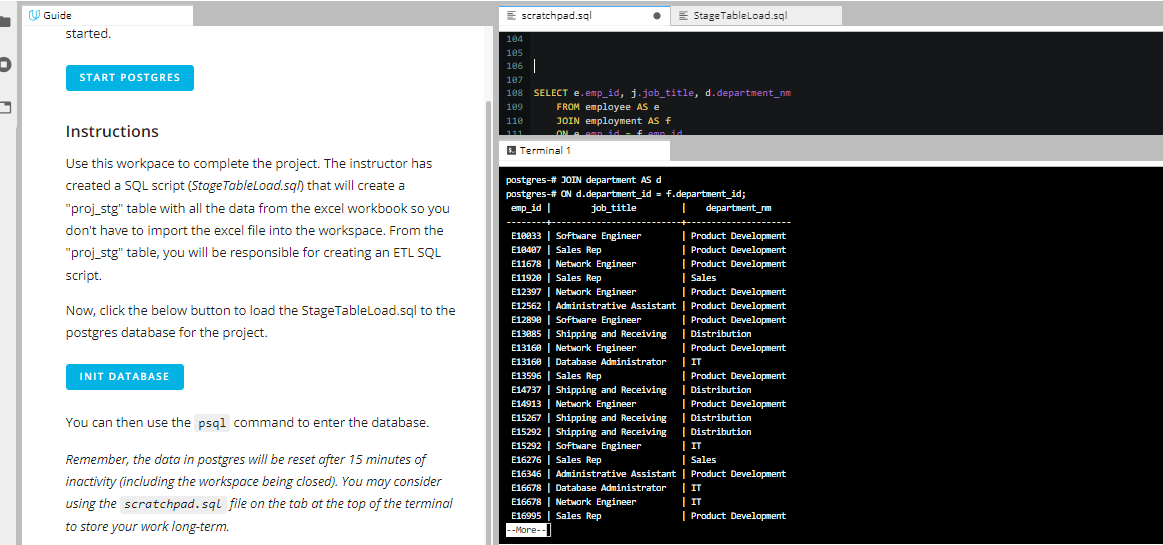 Guide
started.
START POSTGRES
Instructions
Use this workpace to complete the project. The instructor has
created a SQL script (StageTableLoad.sql) that will create a
"proj_stg" table with all the data from the excel workbook so you
don't have to import the excel file into the workspace. From the
"proj_stg" table, you will be responsible for creating an ETL SQL
script.
Now, click the below button to load the StageTableLoad.sql to the
postgres database for the project.
INIT DATABASE
You can then use the psql command to enter the database.
Remember, the data in postgres will be reset after 15 minutes of
inactivity (including the workspace being closed). You may consider
using the scratchpad.sql file on the tab at the top of the terminal
to store your work long-term.
scratchpad.sql
StageTableLoad.sql
104
105
106
107
108 SELECT e.emp_id, j.job_title, d.department_nm
109 FROM employee AS e
110 JOIN employment AS f
111 ON e.emp_id = f.emp_id
Terminal 1
postgres-# JOIN department AS d
postgres-# ON d.department_id = f.department_id;
emp_id | job_title | department_nm
--------+--------------------------+---------------------
E10033 | Software Engineer | Product Development
E10407 | Sales Rep | Product Development
E11678 | Network Engineer | Product Development
E11920 | Sales Rep | Sales
E12397 | Network Engineer | Product Development
E12562 | Administrative Assistant | Product Development
E12890 | Software Engineer | Product Development
E13085 | Shipping and Receiving | Distribution
E13160 | Network Engineer | Product Development
E13160 | Database Administrator | IT
E13596 | Sales Rep | Product Development
E14737 | Shipping and Receiving | Distribution
E14913 | Network Engineer | Product Development
E15267 | Shipping and Receiving | Distribution
E15292 | Shipping and Receiving | Distribution
E15292 | Software Engineer | IT
E16276 | Sales Rep | Sales
E16346 | Administrative Assistant | Product Development
E16678 | Database Administrator | IT
E16678 | Network Engineer | IT
E16995 | Sales Rep | Product Development
--More--